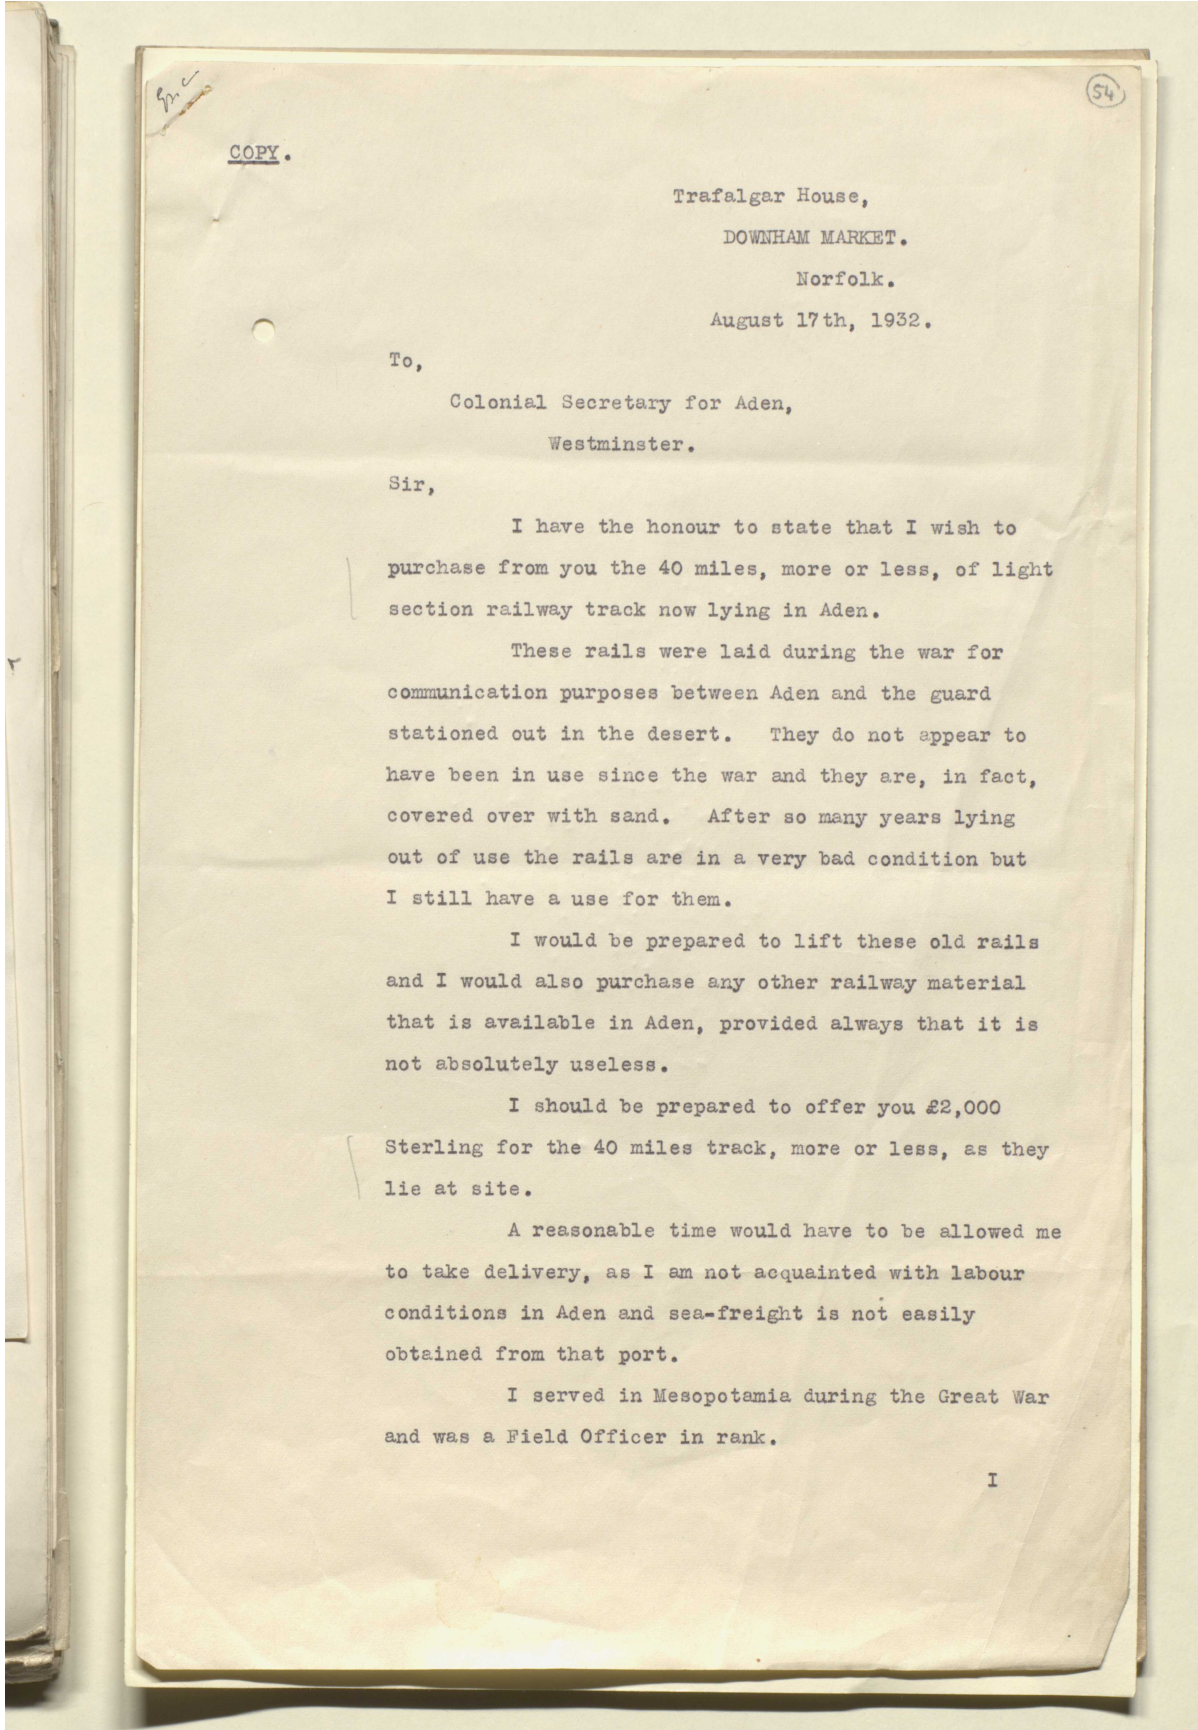 54
COPY.
Trafalgar House,
DOWNHAM MARKET.
Norfolk.
August 17th, 1932.
To,
Colonial Secretary for Aden,
Westminster.
Sir,
I have the honour to state that I wish to
purchase from you the 40 miles, more or less, of light
section railway track now lying in Aden.
These rails were laid during the war for
communication purposes between Aden and the guard
stationed out in the desert. They do not appear to
have been in use since the war and they are, in fact,
covered over with sand. After so many years lying
out of use the rails are in a very bad condition but
I still have a use for them.
I would be prepared to lift these old rails
and I would also purchase any other railway material
that is available in Aden, provided always that it is
not absolutely useless.
I should be prepared to offer you £2,000
Sterling for the 40 miles track, more or less, as they
lie at site.
A reasonable time would have to be allowed me
to take delivery, as I am not acquainted with labour
conditions in Aden and sea-freight is not easily
obtained from that port.
I served in Mesopotamia during the Great War
and was a Field Officer in rank.
I